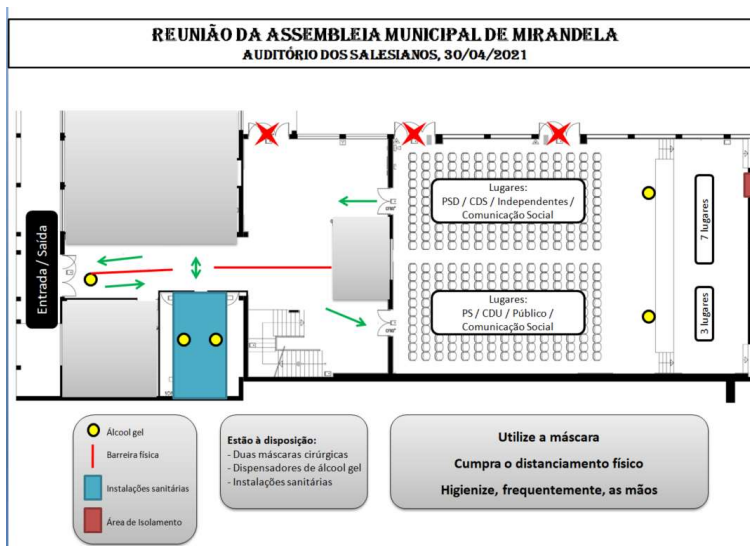 REUNIÃO DA ASSEMBLEIA MUNICIPAL DE MIRANDELA
AUDITÓRIO DOS SALESIANOS, 30/04/2021
Entrada / Saída
Lugares:
PSD / CDS / Independentes /
Comunicação Social
7 lugares
Lugares:
PS / CDU / Público /
Comunicação Social
3 lugares
Álcool gel
Barreira física
Instalações sanitárias
Área de Isolamento
Estão à disposição:
- Duas máscaras cirúrgicas
- Dispensadores de álcool gel
- Instalações sanitárias
Utilize a máscara
Cumpra o distanciamento físico
Higienize, frequentemente, as mãos